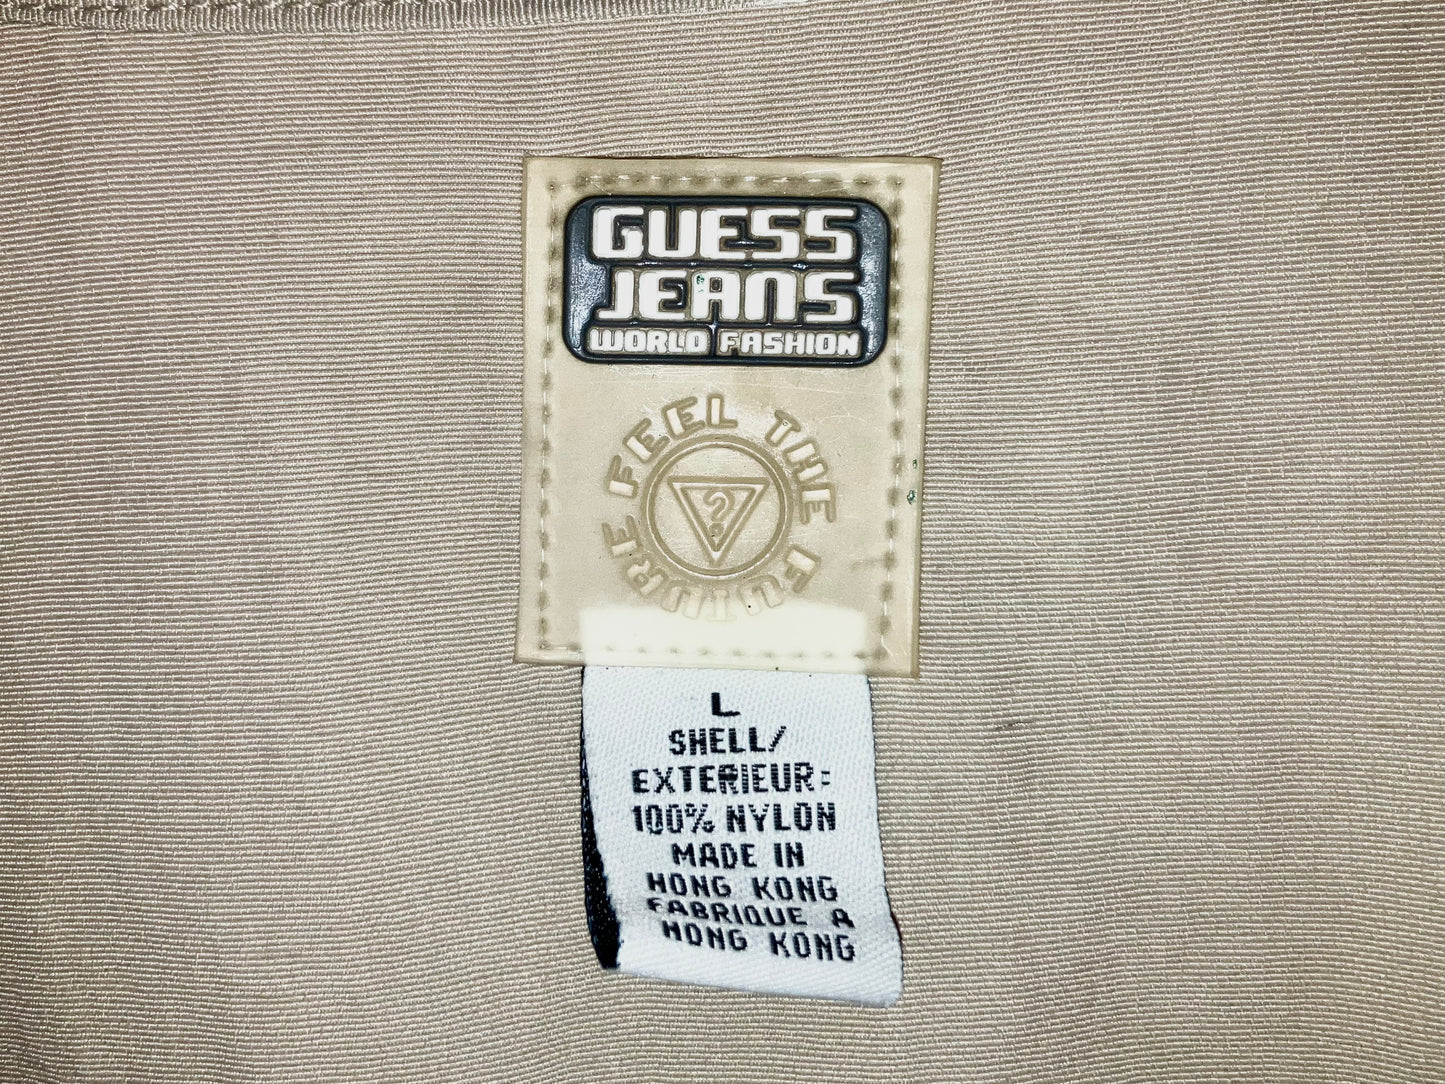 GUESS
JEANS
WORLD FASHION
FEEL THE FUTURE
?
L
SHELL/
EXTERIEUR:
100% NYLON
MADE IN
HONG KONG
FABRIQUE A
HONG KONG